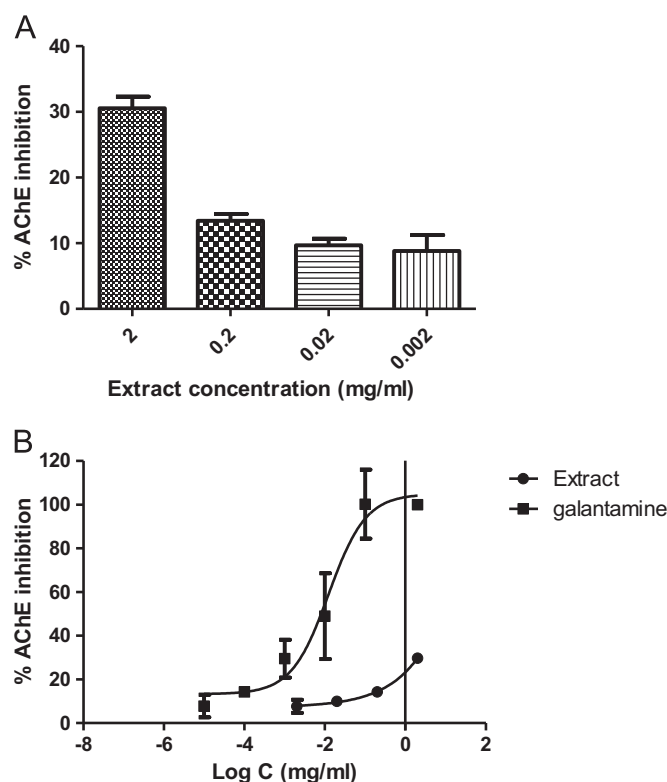 A
% AChE inhibition
40
30
20
10
0
2
0.2
0.02
0.002
Extract concentration (mg/ml)
B
% AChE inhibition
120
100
80
60
40
20
0
-8
-6
-4
-2
0
2
Log C (mg/ml)
Extract
galantamine